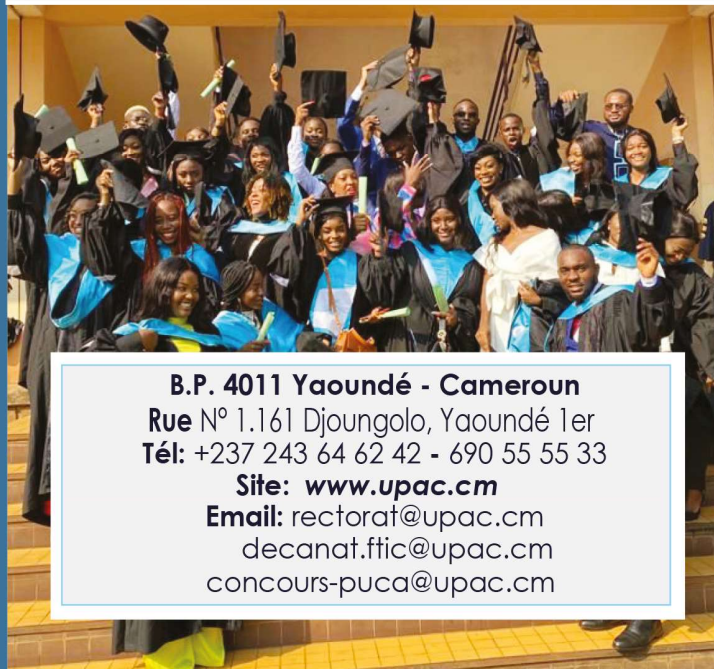 B.P. 4011 Yaoundé - Cameroun
Rue Nº 1.161 Djoungolo, Yaoundé 1er
Tél: +237 243 64 62 42 - 690 55 55 33
Site: www.upac.cm
Email: rectorat@upac.cm
decanat.ftic@upac.cm
concours-puca@upac.cm